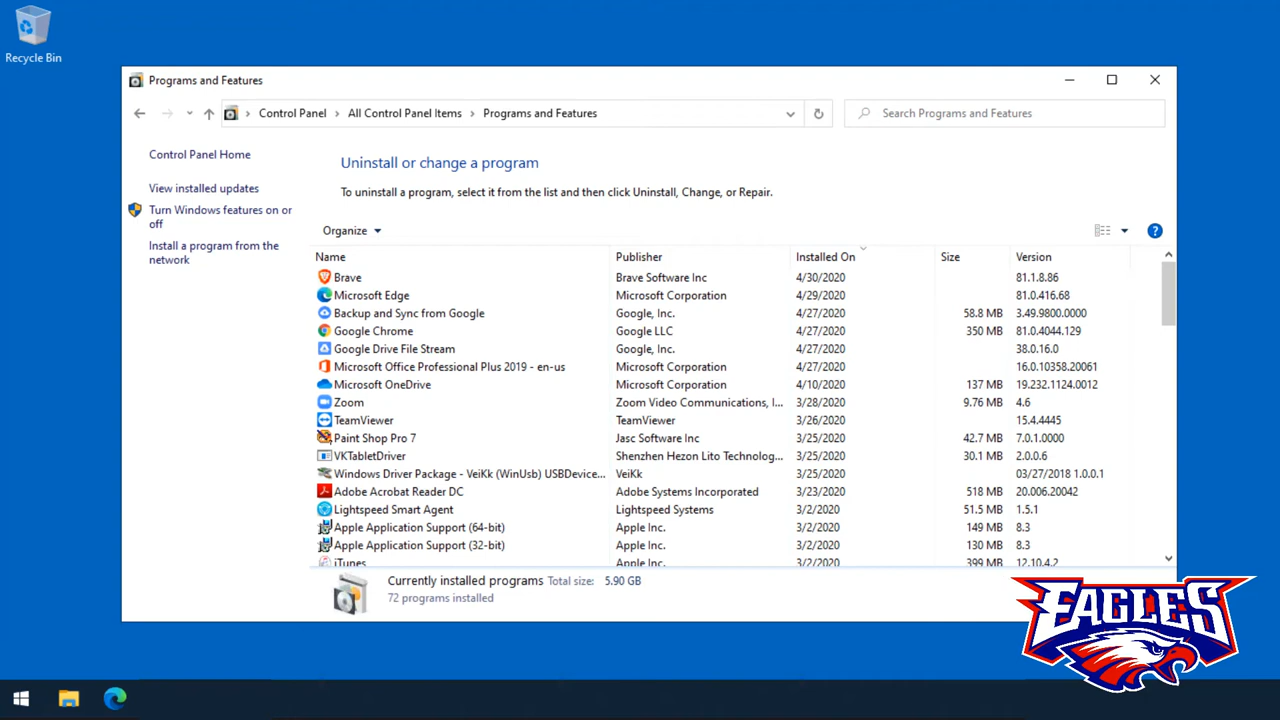 Recycle Bin
Programs and Features
Control Panel > All Control Panel Items > Programs and Features
Search Programs and Features
Control Panel Home
View installed updates
Turn Windows features on or
off
Install a program from the
network
Uninstall or change a program
To uninstall a program, select it from the list and then click Uninstall, Change, or Repair.
Organize
Name Publisher Installed On Size Version
Brave Brave Software Inc 4/30/2020 81.1.8.86
Microsoft Edge Microsoft Corporation 4/29/2020 81.0.416.68
Backup and Sync from Google Google, Inc. 4/27/2020 58.8 MB 3.49.9800.0000
Google Chrome Google LLC 4/27/2020 350 MB 81.0.4044.129
Google Drive File Stream Google, Inc. 4/27/2020 38.0.16.0
Microsoft Office Professional Plus 2019 - en-us Microsoft Corporation 4/27/2020 16.0.10358.20061
Microsoft OneDrive Microsoft Corporation 4/10/2020 137 MB 19.232.1124.0012
Zoom Zoom Video Communications, I... 3/28/2020 9.76 MB 4.6
TeamViewer TeamViewer 3/26/2020 15.4.4445
Paint Shop Pro 7 Jasc Software Inc 3/25/2020 42.7 MB 7.0.1.0000
VKTabletDriver Shenzhen Hezon Lito Technolog... 3/25/2020 30.1 MB 2.0.0.6
Windows Driver Package - VeiKk (WinUsb) USBDevice... VeiKk 3/25/2020 03/27/2018 1.0.0.1
Adobe Acrobat Reader DC Adobe Systems Incorporated 3/23/2020 518 MB 20.006.20042
Lightspeed Smart Agent Lightspeed Systems 3/2/2020 51.5 MB 1.5.1
Apple Application Support (64-bit) Apple Inc. 3/2/2020 149 MB 8.3
Apple Application Support (32-bit) Apple Inc. 3/2/2020 130 MB 8.3
iTunes Apple Inc. 3/2/2020 399 MB 12.10.4.2
Currently installed programs Total size: 5.90 GB
72 programs installed
EAGLES